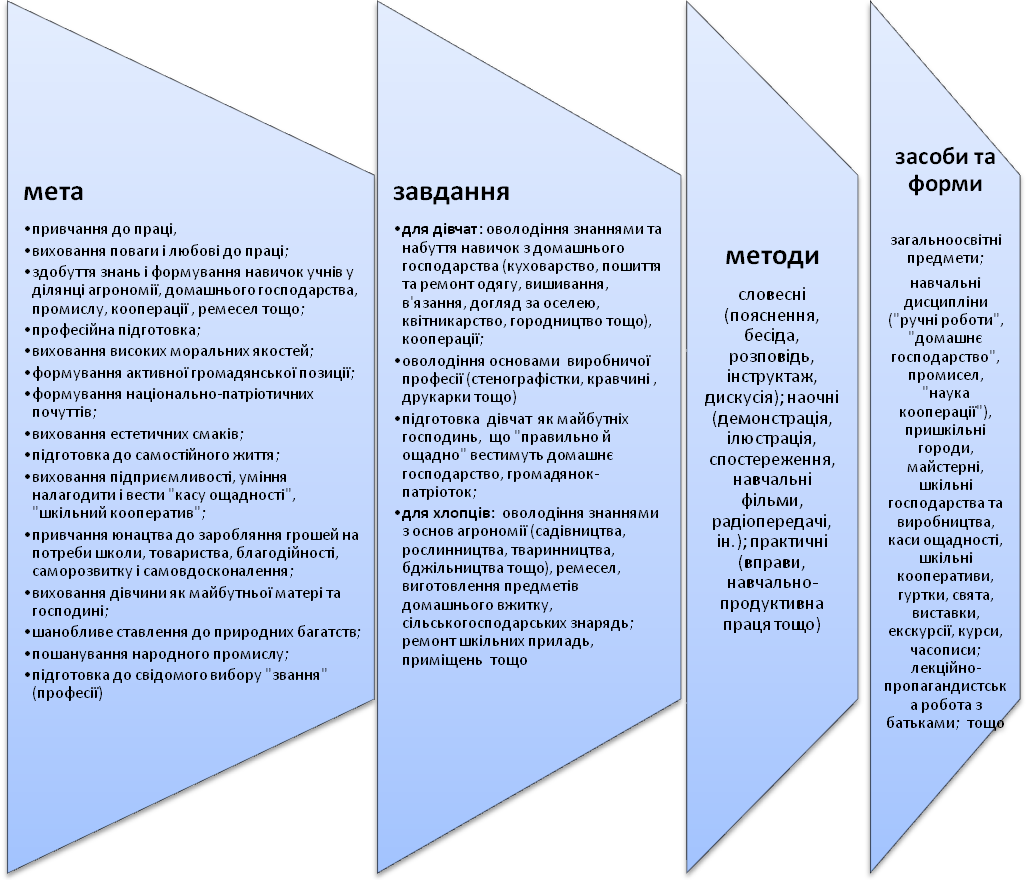 мета
•привчання до праці,
•виховання поваги і любові до праці;
•здобуття знань і формування навичок учнів у
ділянці агрономії, домашнього господарства,
промислу, кооперації , ремесел тощо;
•професійна підготовка;
•виховання високих моральних якостей;
•формування активної громадянської позиції;
•формування національно-патріотичних
почуттів;
•виховання естетичних смаків;
•підготовка до самостійного життя;
•виховання підприємливості, уміння
налагодити і вести "касу ощадності",
"шкільний кооператив";
•привчання юнацтва до заробляння грошей на
потреби школи, товариства, благодійності,
саморозвитку і самовдосконалення;
•виховання дівчини як майбутньої матері та
господині;
•шанобливе ставлення до природних багатств;
•пошанування народного промислу;
•підготовка до свідомого вибору "звання"
(професії)
завдання
•для дівчат: оволодіння знаннями та
набуття навичок з домашнього
господарства (куховарство, пошиття
та ремонт одягу, вишивання,
в'язання, догляд за оселею,
квітникарство, городництво тощо),
кооперації;
•оволодіння основами виробничої
професії (стенографістки, кравчині ,
друкарки тощо)
•підготовка дівчат як майбутніх
господинь, що "правильно й
ощадно" вестимуть домашнє
господарство, громадянок-
патріоток;
•для хлопців: оволодіння знаннями
з основ агрономії (садівництва,
рослинництва, тваринництва,
бджільництва тощо), ремесел,
виготовлення предметів
домашнього вжитку,
сільськогосподарських знарядь;
ремонт шкільних приладь,
приміщень тощо
методи
словесні
(пояснення,
бесіда,
розповідь,
інструктаж,
дискусія); наочні
(демонстрація,
ілюстрація,
спостереження,
навчальні
фільми,
радіопередачі,
ін.); практичні
(вправи,
навчально-
продуктивна
праця тощо)
засоби та
форми
загальноосвітні
предмети;
навчальні
дисципліни
("ручні роботи",
"домашнє
господарство",
промисел,
"наука
кооперації"),
пришкільні
городи,
майстерні,
шкільні
господарства та
виробництва,
каси ощадності,
шкільні
кооперативи,
гуртки, свята,
виставки,
екскурсії, курси,
часописи;
лекційно-
пропагандистськ
а робота з
батьками; тощо